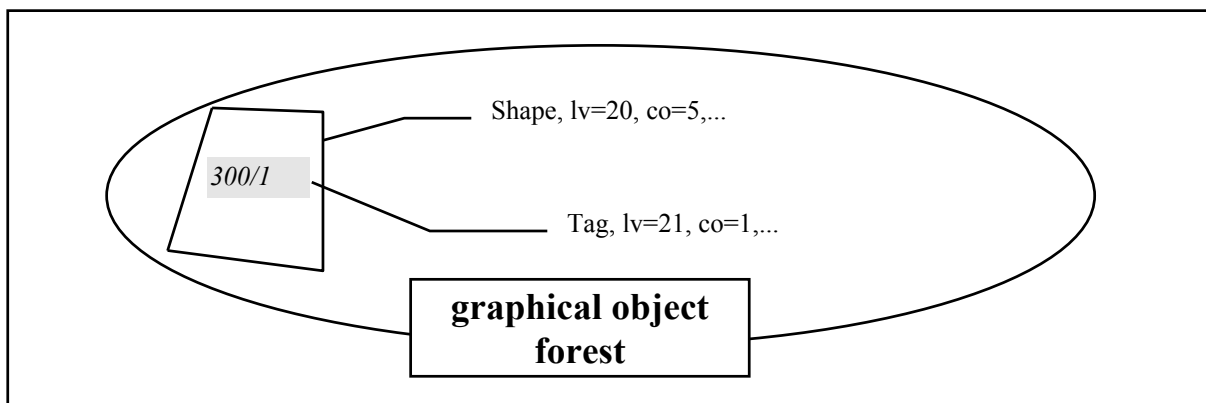 Shape, lv=20, co=5,...
300/1
Tag, lv=21, co=1,...
graphical object
forest